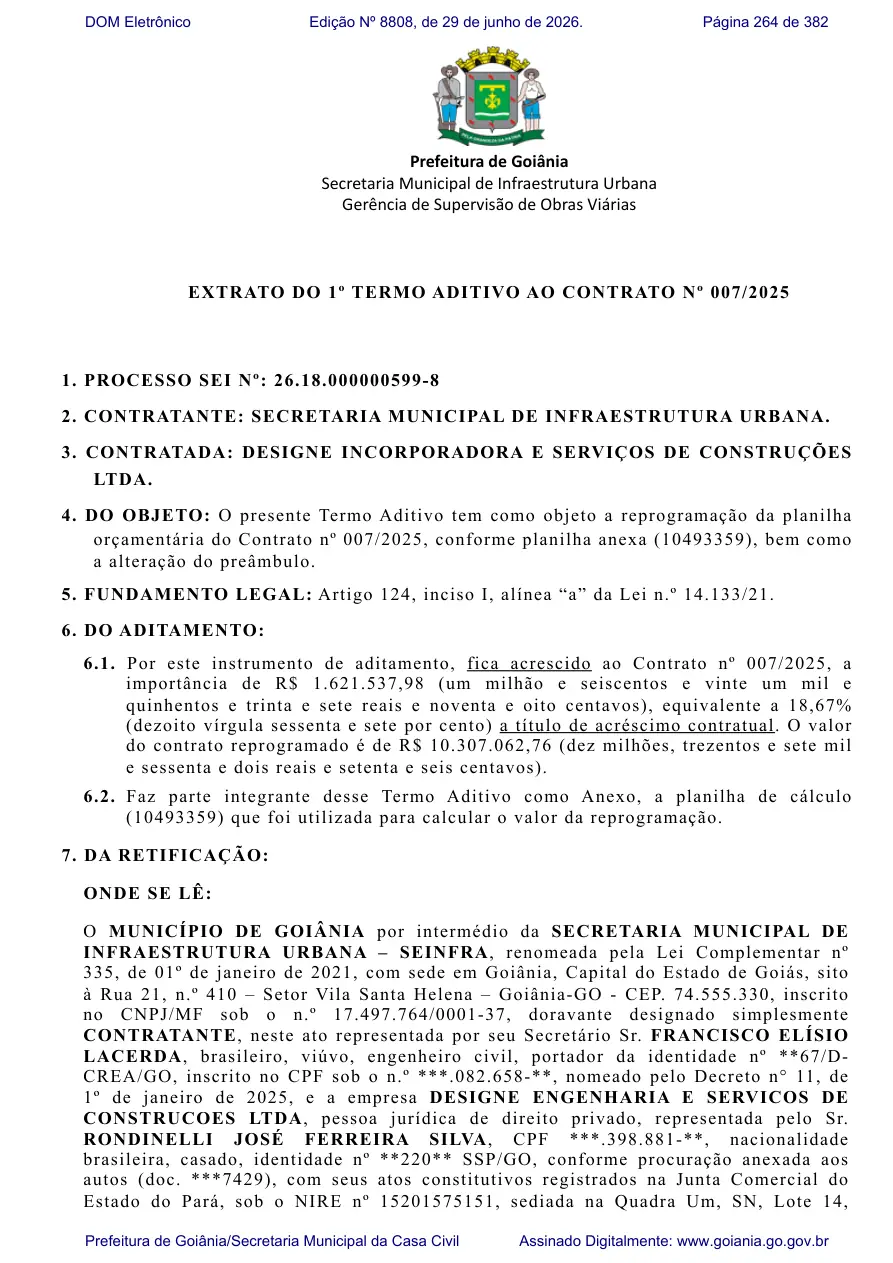 DOM Eletrônico Edição Nº 8808, de 29 de junho de 2026. Página 264 de 382
PELA GRANDEZA DA PATRIA
Prefeitura de Goiânia
Secretaria Municipal de Infraestrutura Urbana
Gerência de Supervisão de Obras Viárias
EXTRATO DO 1º TERMO ADITIVO AO CONTRATO Nº 007/2025
1. PROCESSO SEI Nº: 26.18.000000599-8
2. CONTRATANTE: SECRETARIA MUNICIPAL DE INFRAESTRUTURA URBANA.
3. CONTRATADA: DESIGNE INCORPORADORA E SERVIÇOS DE CONSTRUÇÕES
LTDA.
4. DO OBJETO: O presente Termo Aditivo tem como objeto a reprogramação da planilha
orçamentária do Contrato nº 007/2025, conforme planilha anexa (10493359), bem como
a alteração do preâmbulo.
5. FUNDAMENTO LEGAL: Artigo 124, inciso I, alínea “a” da Lei n.º 14.133/21.
6. DO ADITAMENTO:
6.1. Por este instrumento de aditamento, fica acrescido ao Contrato nº 007/2025, a
importância de R$ 1.621.537,98 (um milhão e seiscentos e vinte um mil e
quinhentos e trinta e sete reais e noventa e oito centavos), equivalente a 18,67%
(dezoito vírgula sessenta e sete por cento) a título de acréscimo contratual. O valor
do contrato reprogramado é de R$ 10.307.062,76 (dez milhões, trezentos e sete mil
e sessenta e dois reais e setenta e seis centavos).
6.2. Faz parte integrante desse Termo Aditivo como Anexo, a planilha de cálculo
(10493359) que foi utilizada para calcular o valor da reprogramação.
7. DA RETIFICAÇÃO:
ONDE SE LÊ:
O MUNICÍPIO DE GOIÂNIA por intermédio da SECRETARIA MUNICIPAL DE
INFRAESTRUTURA URBANA – SEINFRA, renomeada pela Lei Complementar nº
335, de 01º de janeiro de 2021, com sede em Goiânia, Capital do Estado de Goiás, sito
à Rua 21, n.º 410 – Setor Vila Santa Helena – Goiânia-GO - CEP. 74.555.330, inscrito
no CNPJ/MF sob o n.º 17.497.764/0001-37, doravante designado simplesmente
CONTRATANTE, neste ato representada por seu Secretário Sr. FRANCISCO ELÍSIO
LACERDA, brasileiro, viúvo, engenheiro civil, portador da identidade nº **67/D-
CREA/GO, inscrito no CPF sob o n.º ***.082.658-**, nomeado pelo Decreto n° 11, de
1º de janeiro de 2025, e a empresa DESIGNE ENGENHARIA E SERVICOS DE
CONSTRUCOES LTDA, pessoa jurídica de direito privado, representada pelo Sr.
RONDINELLI JOSÉ FERREIRA SILVA, CPF ***.398.881-**, nacionalidade
brasileira, casado, identidade nº **220** SSP/GO, conforme procuração anexada aos
autos (doc. ***7429), com seus atos constitutivos registrados na Junta Comercial do
Estado do Pará, sob o NIRE nº 15201575151, sediada na Quadra Um, SN, Lote 14,
Prefeitura de Goiânia/Secretaria Municipal da Casa Civil Assinado Digitalmente: www.goiania.go.gov.br